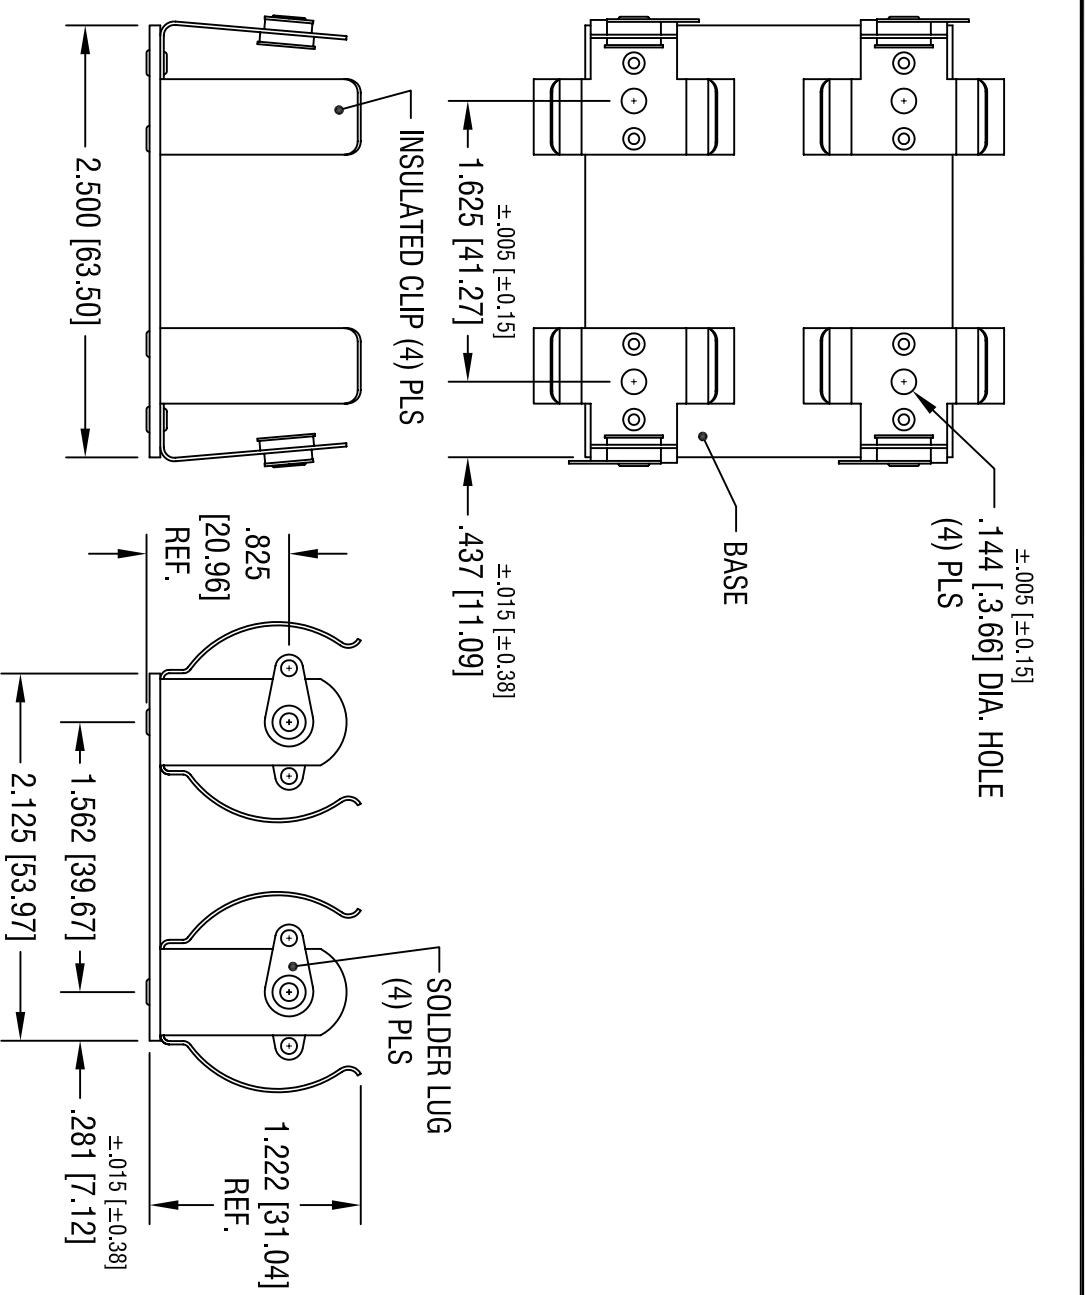 ±.005 [±0.15]
.144 [.3.66] DIA. HOLE
(4) PLS
BASE
±.005 [±0.15]
1.625 [41.27]
±.015 [±0.38]
.437 [11.09]
INSULATED CLIP (4) PLS
2.500 [63.50]
SOLDER LUG
(4) PLS
.825
[20.96]
REF.
1.222 [31.04]
REF.
1.562 [39.67]
±.015 [±0.38]
.281 [7.12]
2.125 [53.97]